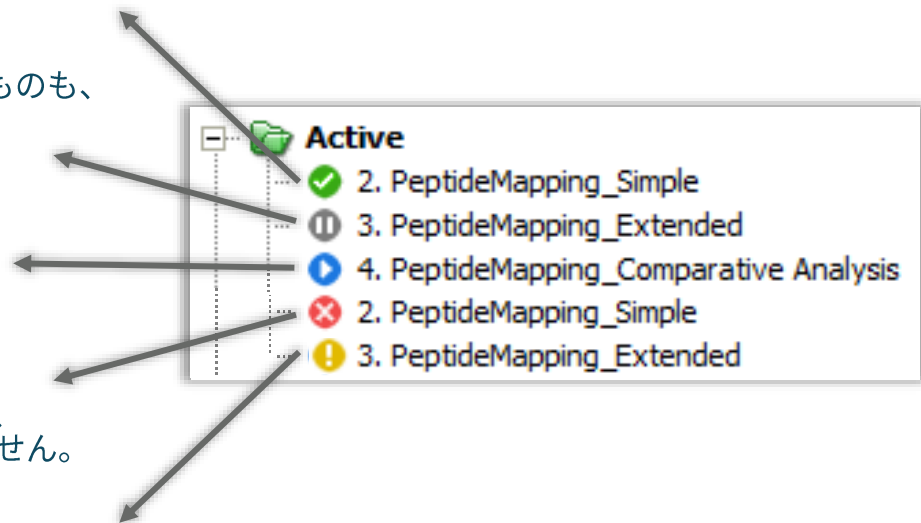 ものも、
Active
2. PeptideMapping_Simple
3. PeptideMapping_Extended
4. PeptideMapping_Comparative Analysis
2. PeptideMapping_Simple
3. PeptideMapping_Extended
せん。